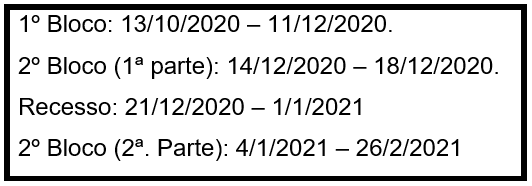 1º Bloco: 13/10/2020 – 11/12/2020.
2º Bloco (1ª parte): 14/12/2020 – 18/12/2020.
Recesso: 21/12/2020 – 1/1/2021
2º Bloco (2ª. Parte): 4/1/2021 – 26/2/2021